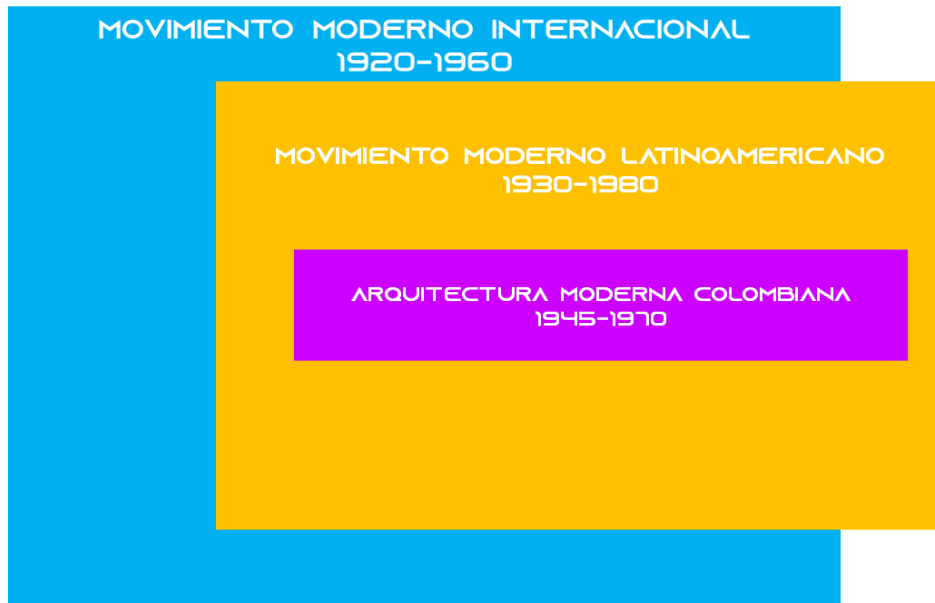 MOVIMIENTO MODERNO INTERNACIONAL
1920-1960
MOVIMIENTO MODERNO LATINOAMERICANO
1930-1980
ARQUITECTURA MODERNA COLOMBIANA
1945-1970